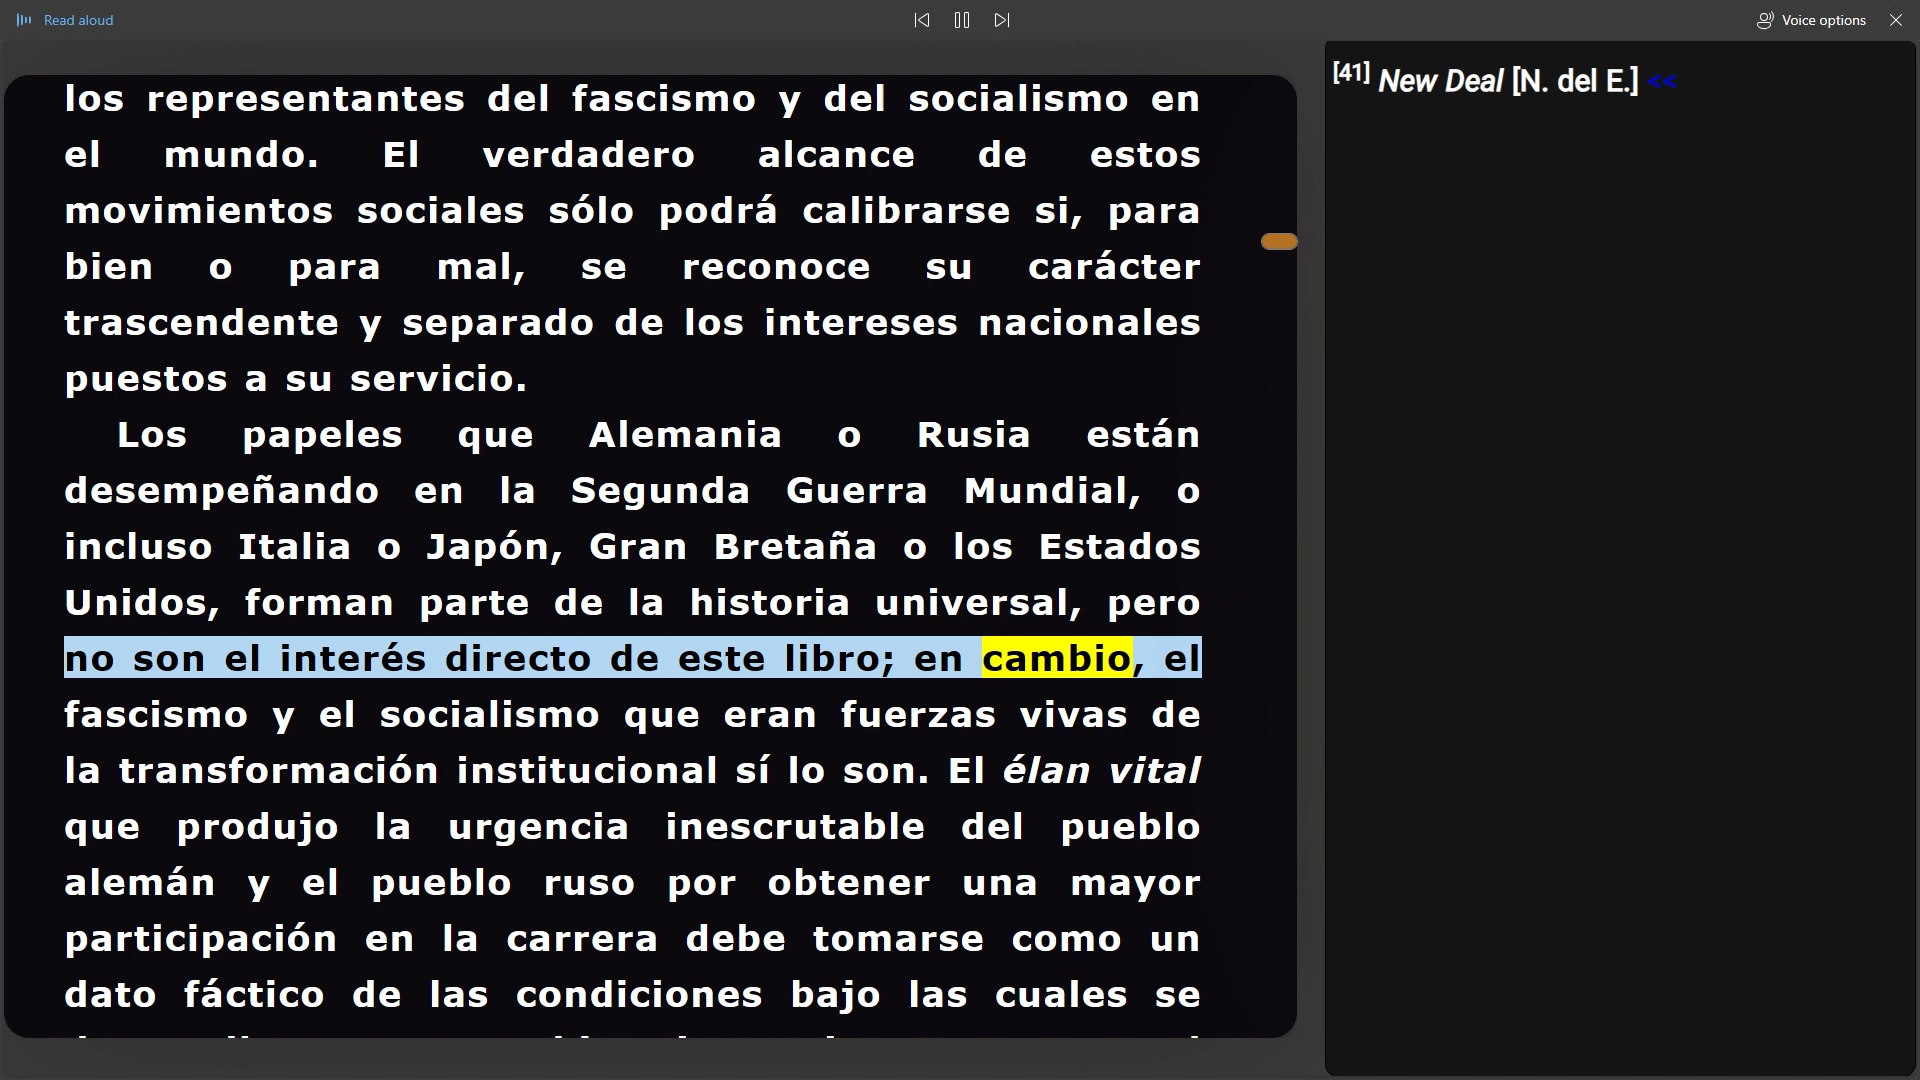 Read aloud
Voice options
los representantes del fascismo y del socialismo en
el mundo. El verdadero alcance de estos
movimientos sociales sólo podrá calibrarse si, para
bien o para mal, se reconoce su carácter
trascendente y separado de los intereses nacionales
puestos a su servicio.
Los papeles que Alemania o Rusia están
desempeñando en la Segunda Guerra Mundial, o
incluso Italia o Japón, Gran Bretaña o los Estados
Unidos, forman parte de la historia universal, pero
no son el interés directo de este libro; en cambio, el
fascismo y el socialismo que eran fuerzas vivas de
la transformación institucional sí lo son. El élan vital
que produjo la urgencia inescrutable del pueblo
alemán y el pueblo ruso por obtener una mayor
participación en la carrera debe tomarse como un
dato fáctico de las condiciones bajo las cuales se
[41] New Deal [N. del E.] <<